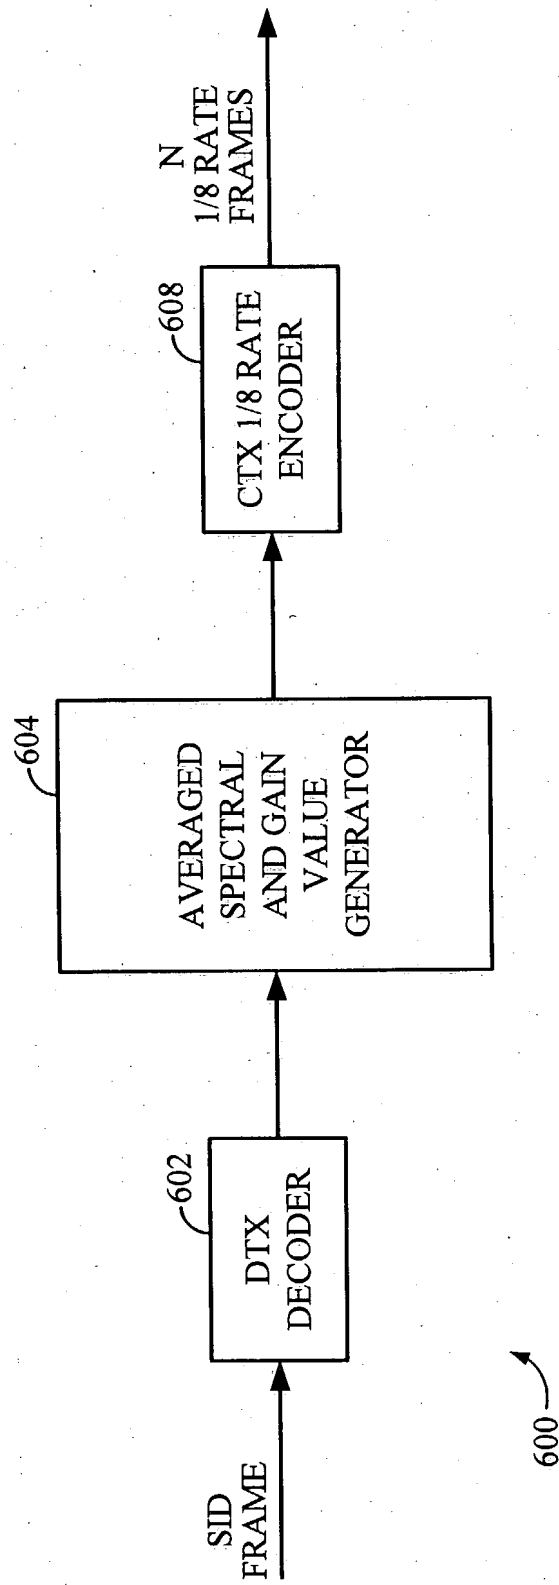 SID
FRAME
602
DTX
DECODER
604
AVERAGED
SPECTRAL
AND GAIN
VALUE
GENERATOR
608
CTX 1/8 RATE
ENCODER
N
1/8 RATE
FRAMES
600